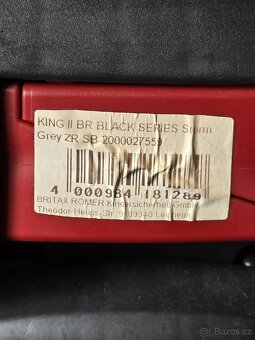 KING II BR BLACK SERIES Storm
Grey ZR SB 2000027559
4 000984 181289
BRITAX RÖMER Kindersicherheit GmbH
Theodor-Heuss-Str. 9, 89340 Leipheim
Bazoš.cz